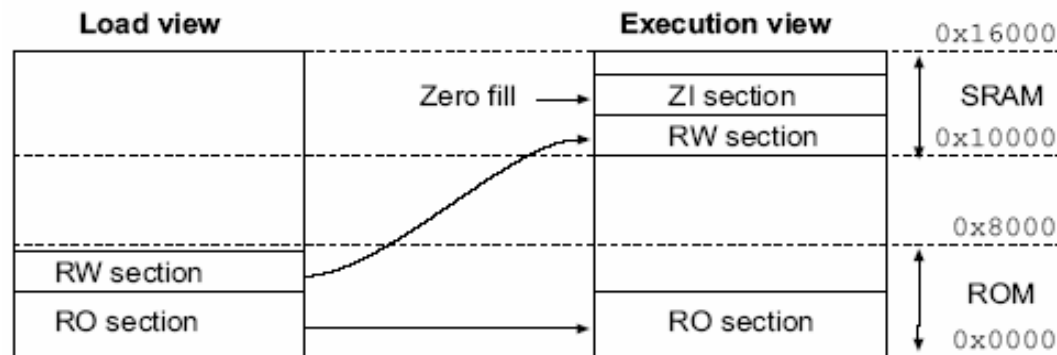 Load view
Execution view
0x16000
Zero fill
ZI section
SRAM
RW section
0x10000
0x8000
RW section
ROM
RO section
RO section
0x0000